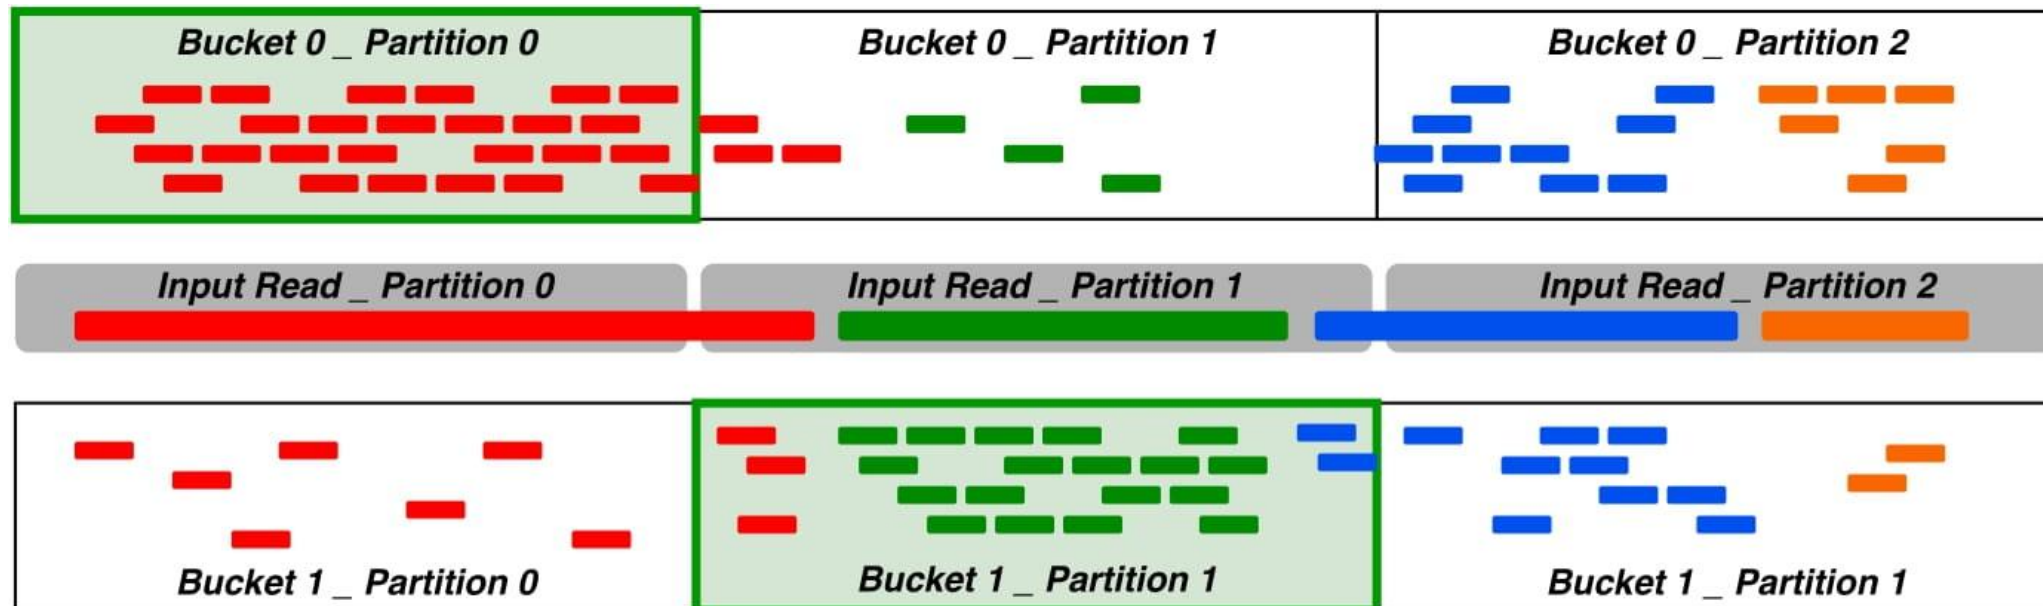 Bucket 0 _ Partition 0
Bucket 0 _ Partition 1
Bucket 0 _ Partition 2
Input Read _ Partition 0
Input Read _ Partition 1
Input Read _ Partition 2
Bucket 1 _ Partition 0
Bucket 1 _ Partition 1
Bucket 1 _ Partition 1